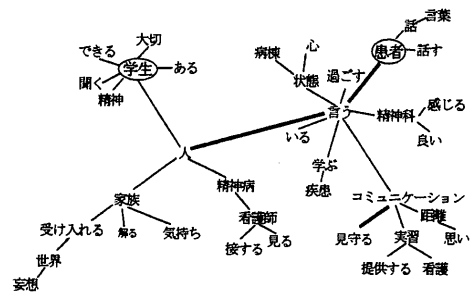 言葉
話
大切
心
できる
学生
ある
病棟
患者
話す
聞く
状態
過ごす
精神
言う
精神科
感じる
いる
良い
人
学ぶ
疾患
家族
精神病
コミュニケーション
受け入れる
解る
気持ち
看護師
距離
接する
見る
見守る
実習
思い
世界
提供する
看護
妄想